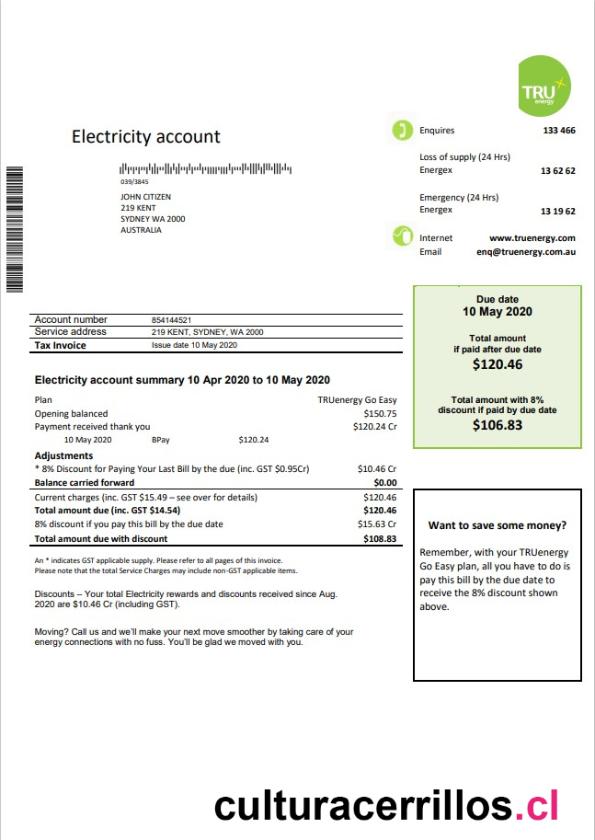 TRU
energy
Electricity account
Enquires 133 466
Loss of supply (24 Hrs)
Energex 13 62 62
Emergency (24 Hrs)
Energex 13 19 62
Internet www.truenergy.com
Email enq@truenergy.com.au
039/3845
JOHN CITIZEN
219 KENT
SYDNEY WA 2000
AUSTRALIA
Account number 854144521
Service address 219 KENT, SYDNEY, WA 2000
Tax Invoice Issue date 10 May 2020
Due date
10 May 2020
Total amount
if paid after due date
$120.46
Total amount with 8%
discount if paid by due date
$106.83
Electricity account summary 10 Apr 2020 to 10 May 2020
Plan TRUenergy Go Easy
Opening balanced $150.75
Payment received thank you $120.24 Cr
10 May 2020 BPay $120.24
Adjustments
* 8% Discount for Paying Your Last Bill by the due (inc. GST $0.95Cr) $10.46 Cr
Balance carried forward $0.00
Current charges (inc. GST $15.49 – see over for details) $120.46
Total amount due (inc. GST $14.54) $120.46
8% discount if you pay this bill by the due date $15.63 Cr
Total amount due with discount $108.83
An * indicates GST applicable supply. Please refer to all pages of this invoice.
Please note that the total Service Charges may include non-GST applicable items.
Discounts – Your total Electricity rewards and discounts received since Aug.
2020 are $10.46 Cr (including GST).
Moving? Call us and we'll make your next move smoother by taking care of your
energy connections with no fuss. You'll be glad we moved with you.
Want to save some money?
Remember, with your TRUenergy
Go Easy plan, all you have to do is
pay this bill by the due date to
receive the 8% discount shown
above.
culturacerrillos.cl